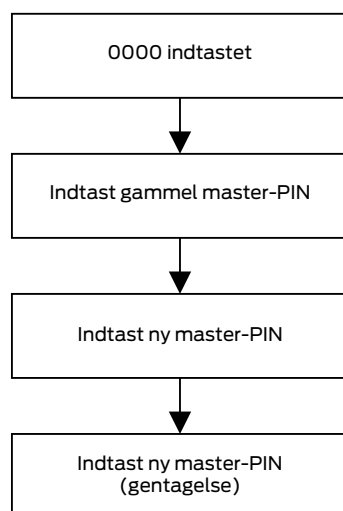 0000 indtastet
Indtast gammel master-PIN
Indtast ny master-PIN
Indtast ny master-PIN
(gentagelse)